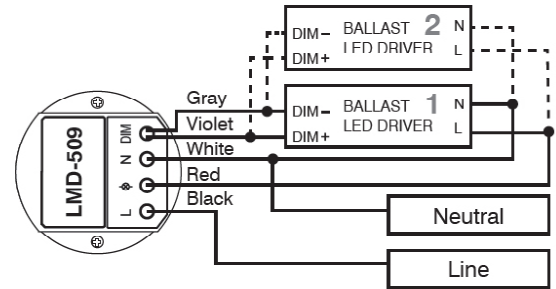 DIM– BALLAST 2 N
DIM+ LED DRIVER L
Gray
DIM– BALLAST 1 N
DIM+ LED DRIVER L
Violet
White
Red
Black
LMD-509
DIM
N
L
Neutral
Line